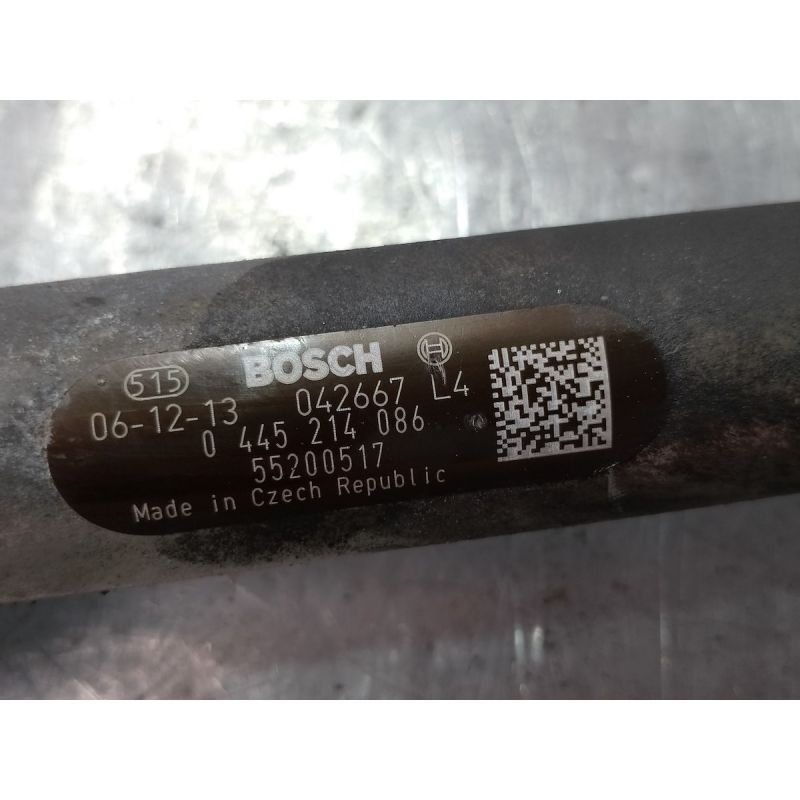 515 BOSCH
06-12-13 042667 L4
0 445 214 086
55200517
Made in Czech Republic